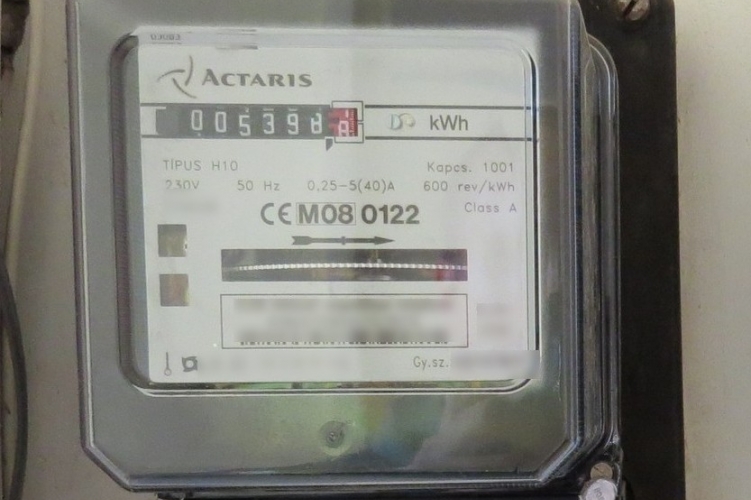 ACTARIS
005398 kWh
TÍPUS H10
Kapcs. 1001
230V 50 Hz 0,25-5(40)A 600 rev/kWh
Class A
CE M08 0122
Gy.sz.